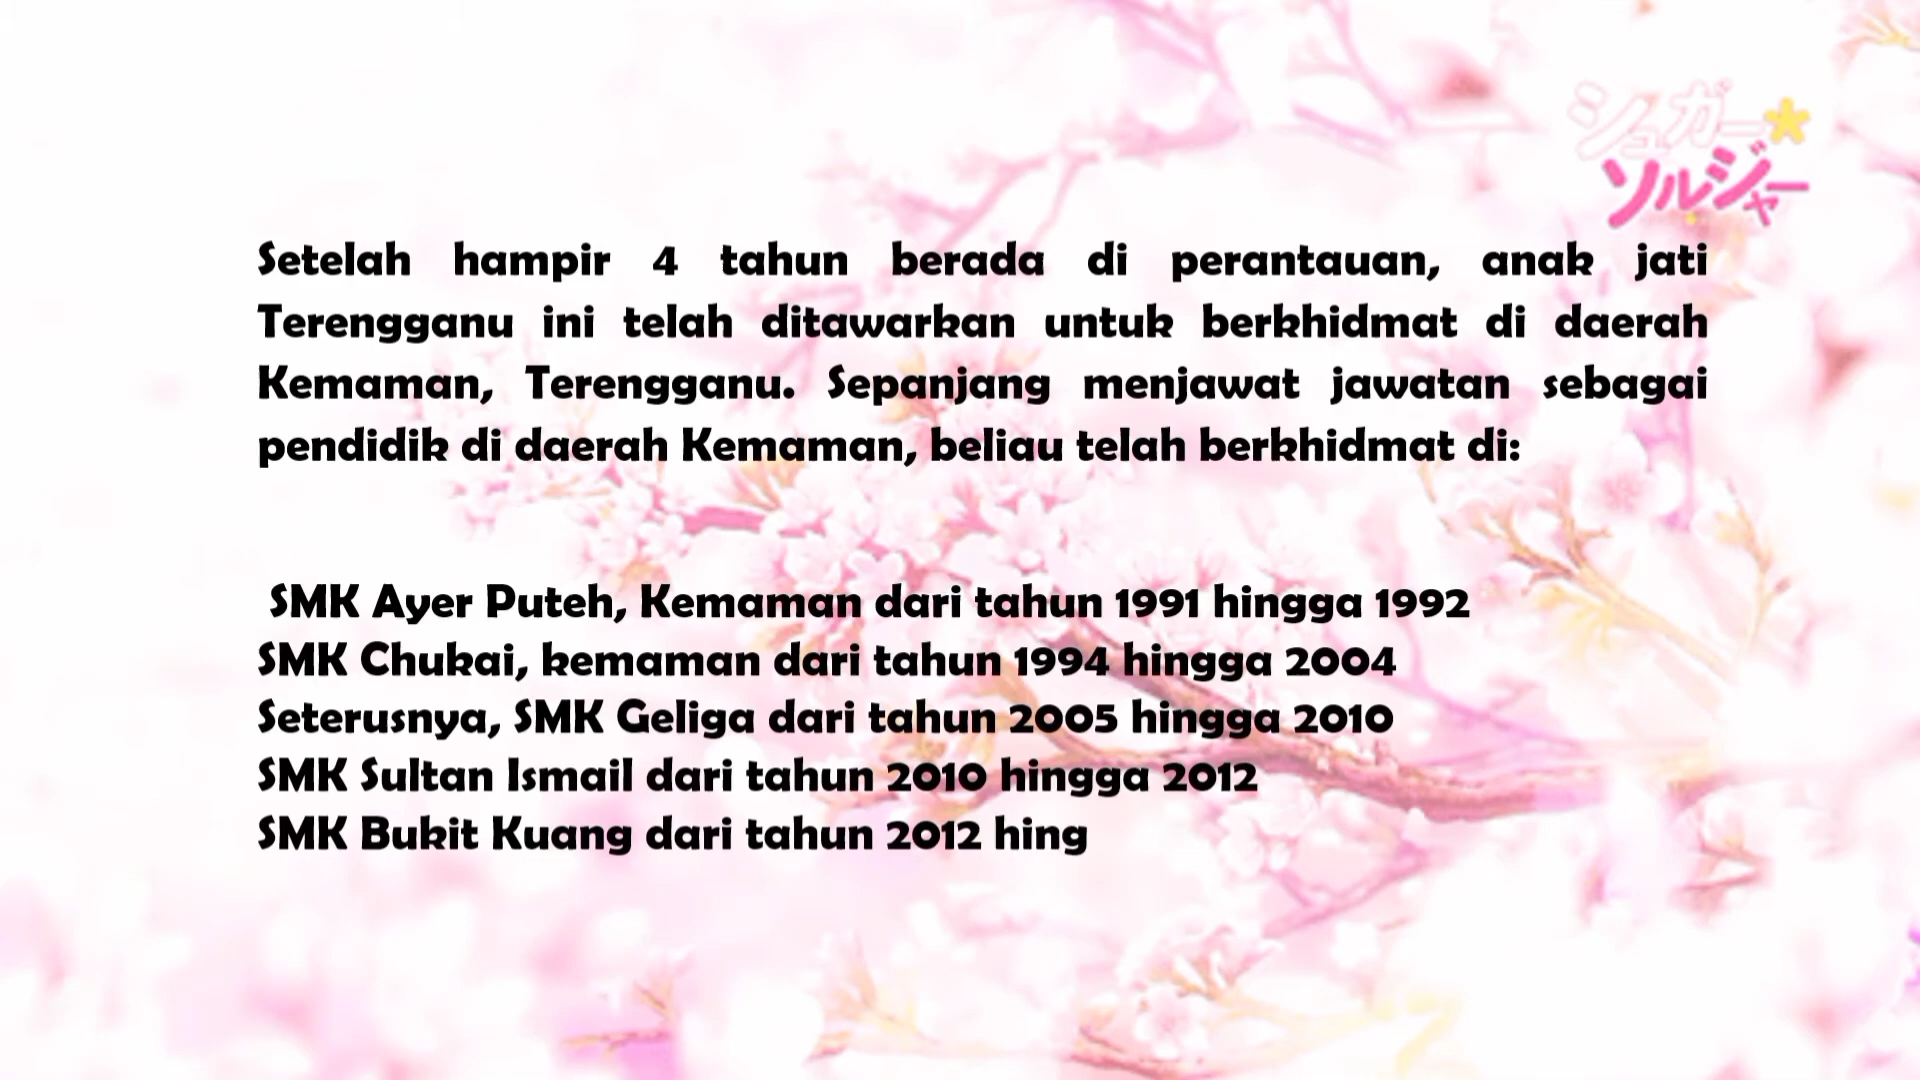 シュガー
ソルジャー
Setelah hampir 4 tahun berada di perantauan, anak jati
Terengganu ini telah ditawarkan untuk berkhidmat di daerah
Kemaman, Terengganu. Sepanjang menjawat jawatan sebagai
pendidik di daerah Kemaman, beliau telah berkhidmat di:
SMK Ayer Puteh, Kemaman dari tahun 1991 hingga 1992
SMK Chukai, kemaman dari tahun 1994 hingga 2004
Seterusnya, SMK Geliga dari tahun 2005 hingga 2010
SMK Sultan Ismail dari tahun 2010 hingga 2012
SMK Bukit Kuang dari tahun 2012 hing